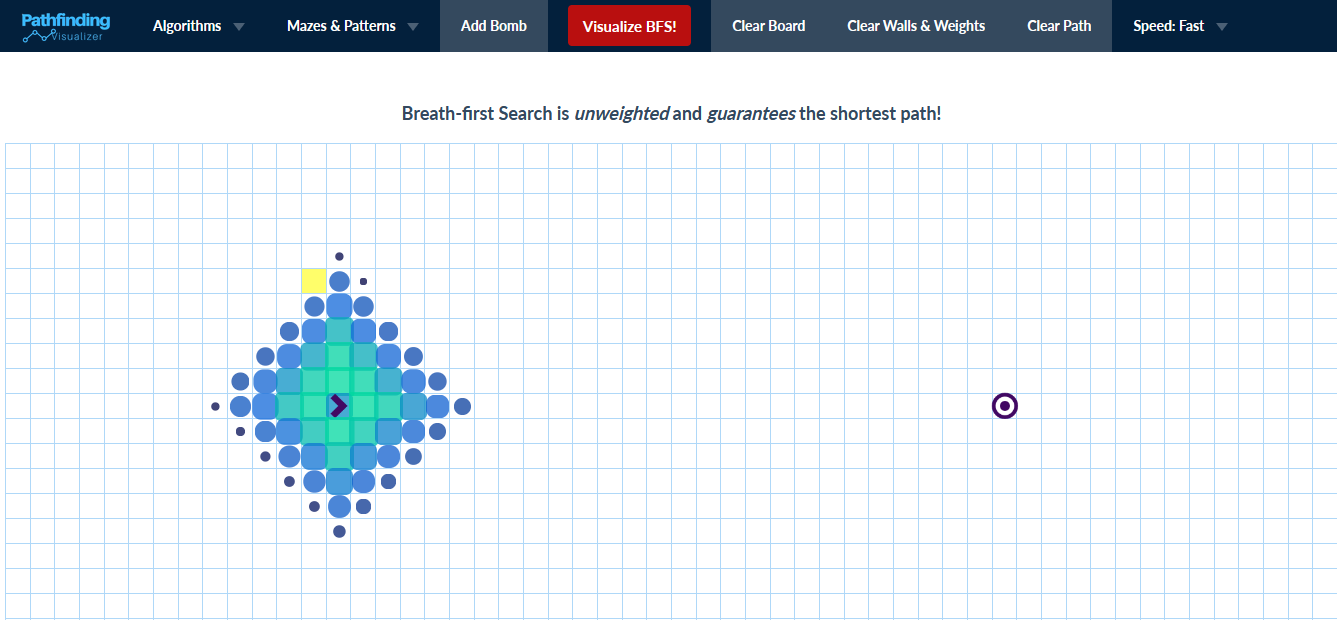 Pathfinding
Visualizer
Algorithms
Mazes & Patterns
Add Bomb
Visualize BFS!
Clear Board
Clear Walls & Weights
Clear Path
Speed: Fast
Breath-first Search is unweighted and guarantees the shortest path!